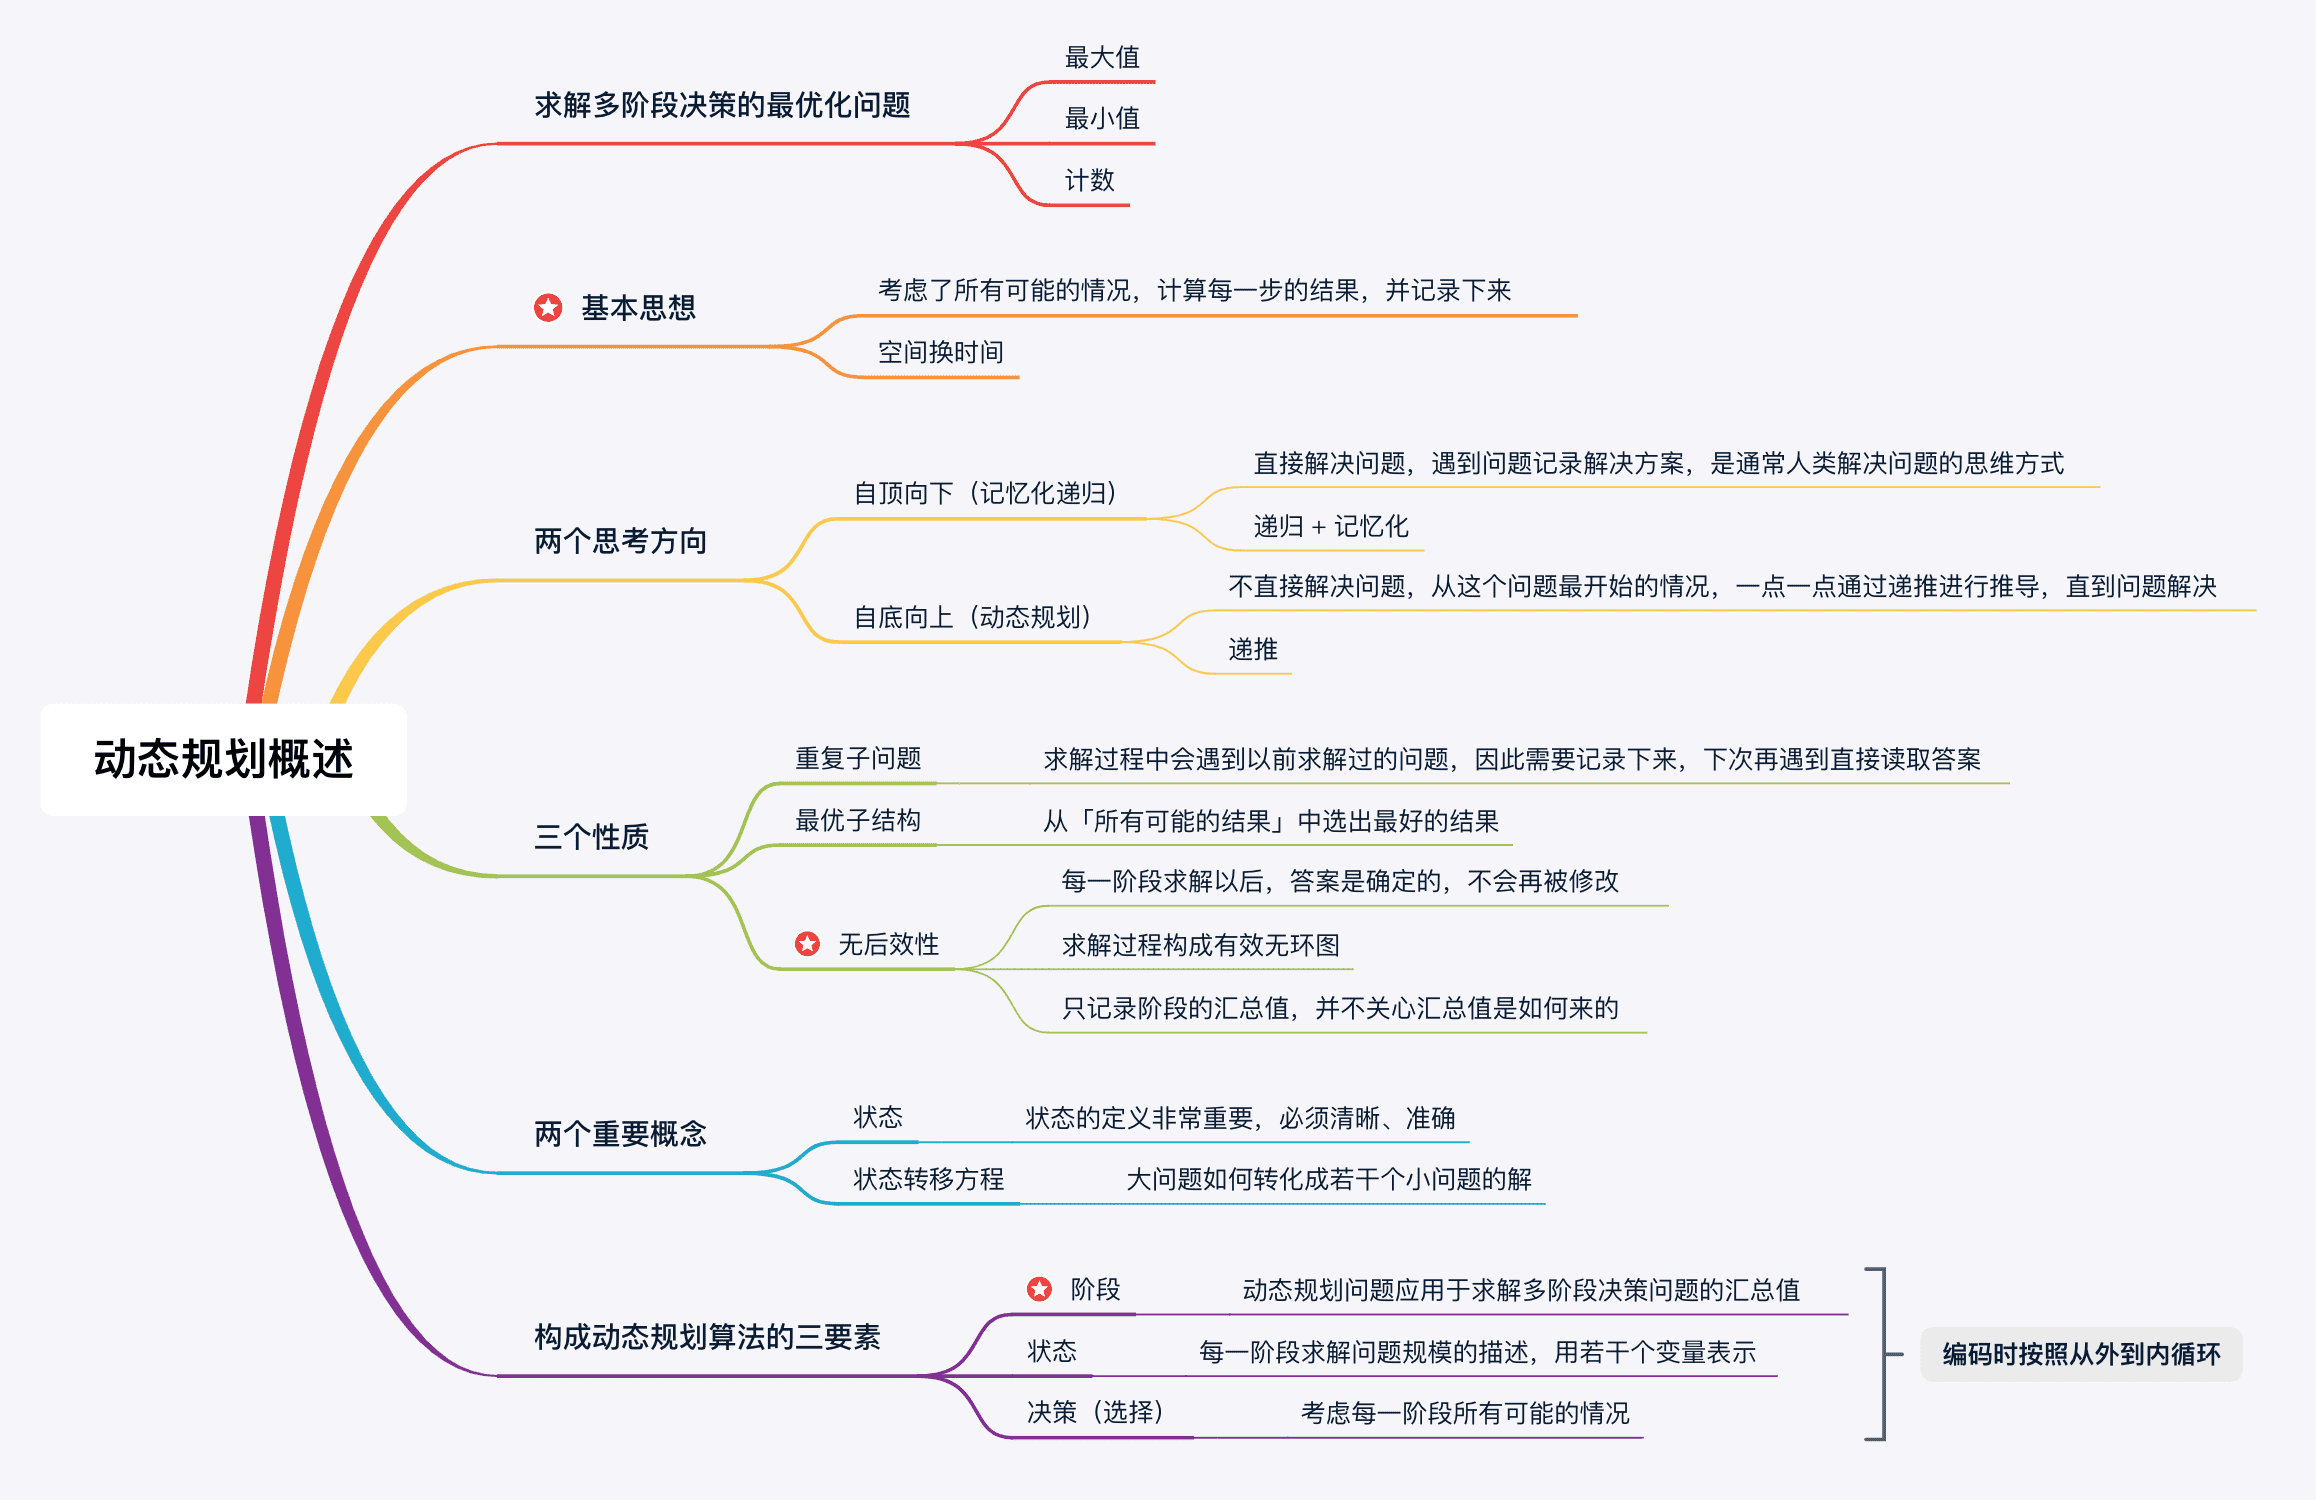 动态规划概述
求解多阶段决策的最优化问题
最大值
最小值
计数
基本思想
考虑了所有可能的情况，计算每一步的结果，并记录下来
空间换时间
两个思考方向
自顶向下（记忆化递归）
直接解决问题，遇到问题记录解决方案，是通常人类解决问题的思维方式
递归 + 记忆化
自底向上（动态规划）
不直接解决问题，从这个问题最开始的情况，一点一点通过递推进行推导，直到问题解决
递推
三个性质
重复子问题
求解过程中会遇到以前求解过的问题，因此需要记录下来，下次再遇到直接读取答案
最优子结构
从「所有可能的结果」中选出最好的结果
无后效性
每一阶段求解以后，答案是确定的，不会再被修改
求解过程构成有效无环图
只记录阶段的汇总值，并不关心汇总值是如何来的
两个重要概念
状态
状态的定义非常重要，必须清晰、准确
状态转移方程
大问题如何转化成若干个小问题的解
构成动态规划算法的三要素
阶段
动态规划问题应用于求解多阶段决策问题的汇总值
状态
每一阶段求解问题规模的描述，用若干个变量表示
决策（选择）
考虑每一阶段所有可能的情况
编码时按照从外到内循环